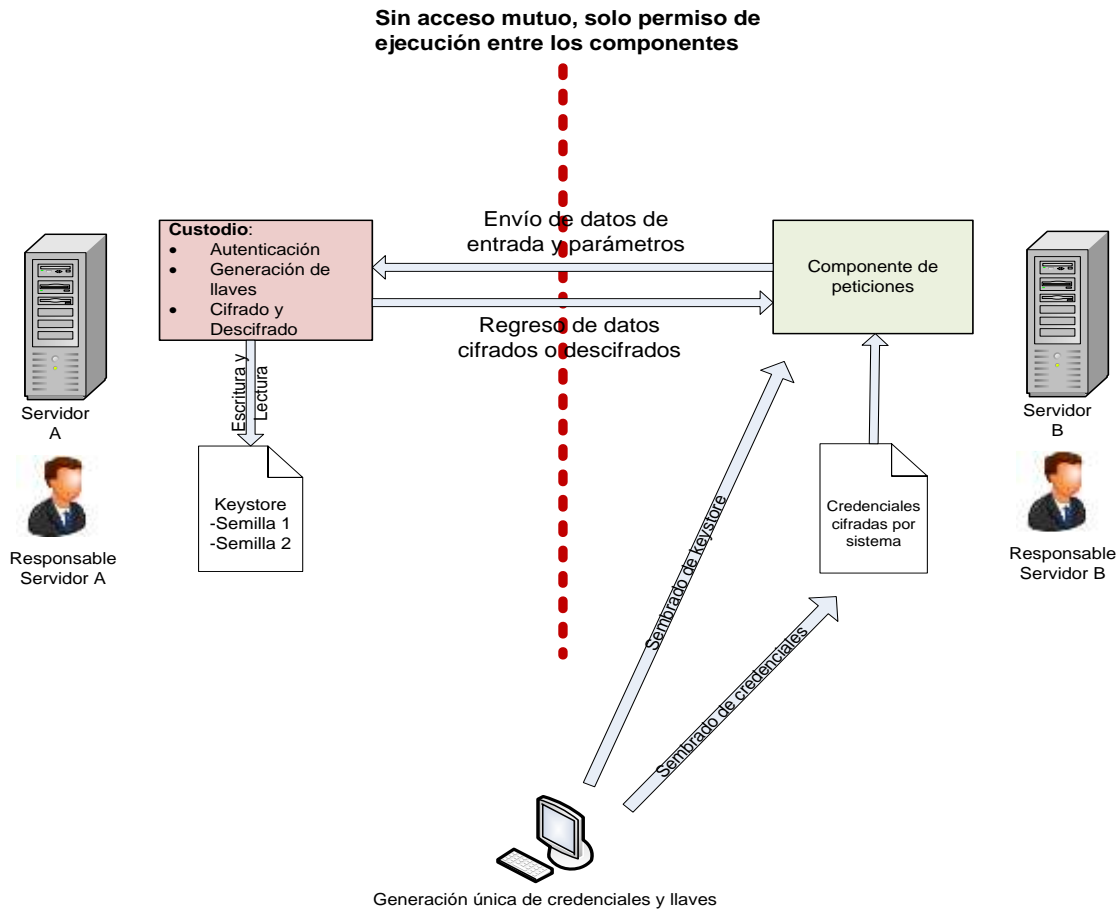 Sin acceso mutuo, solo permiso de
ejecución entre los componentes
Custodio:
• Autenticación
• Generación de
llaves
• Cifrado y
Descifrado
Envío de datos de
entrada y parámetros
Regreso de datos
cifrados o descifrados
Componente de
peticiones
Servidor
A
Responsable
Servidor A
Escritura y
Lectura
Keystore
-Semilla 1
-Semilla 2
Credenciales
cifradas por
sistema
Servidor
B
Responsable
Servidor B
Sembrado de keystore
Sembrado de credenciales
Generación única de credenciales y llaves